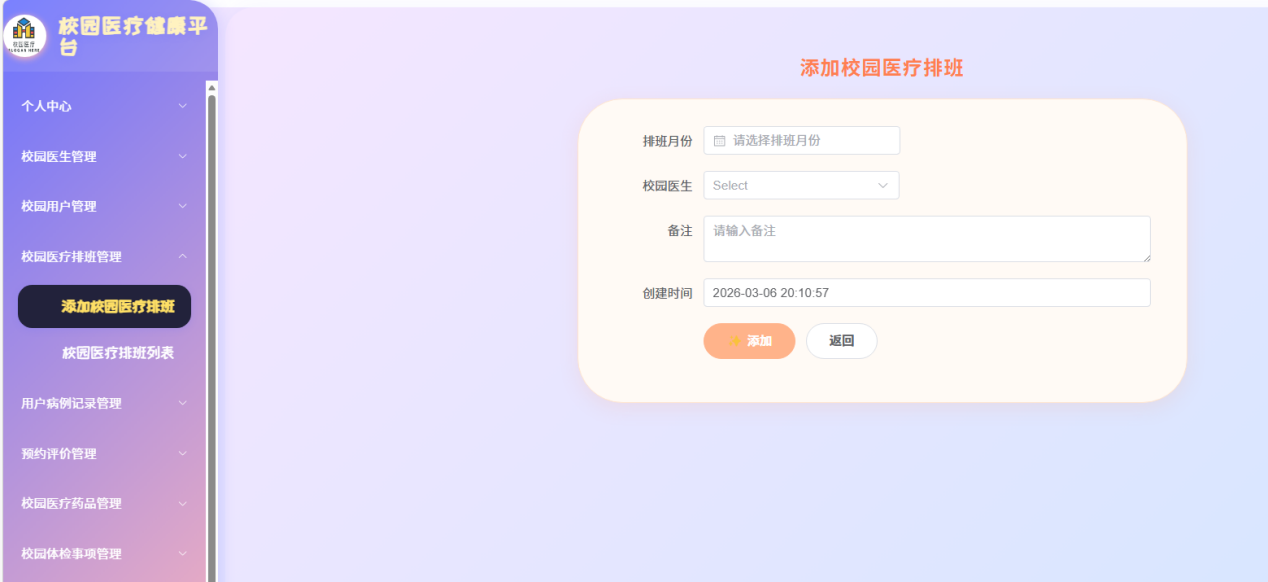 校园医疗健康平
台
校园医疗
SLOGAN HERE
个人中心
校园医生管理
校园用户管理
校园医疗排班管理
添加校园医疗排班
校园医疗排班列表
用户病例记录管理
预约评价管理
校园医疗药品管理
校园体检事项管理
添加校园医疗排班
排班月份 请选择排班月份
校园医生 Select
备注 请输入备注
创建时间 2026-03-06 20:10:57
添加 返回